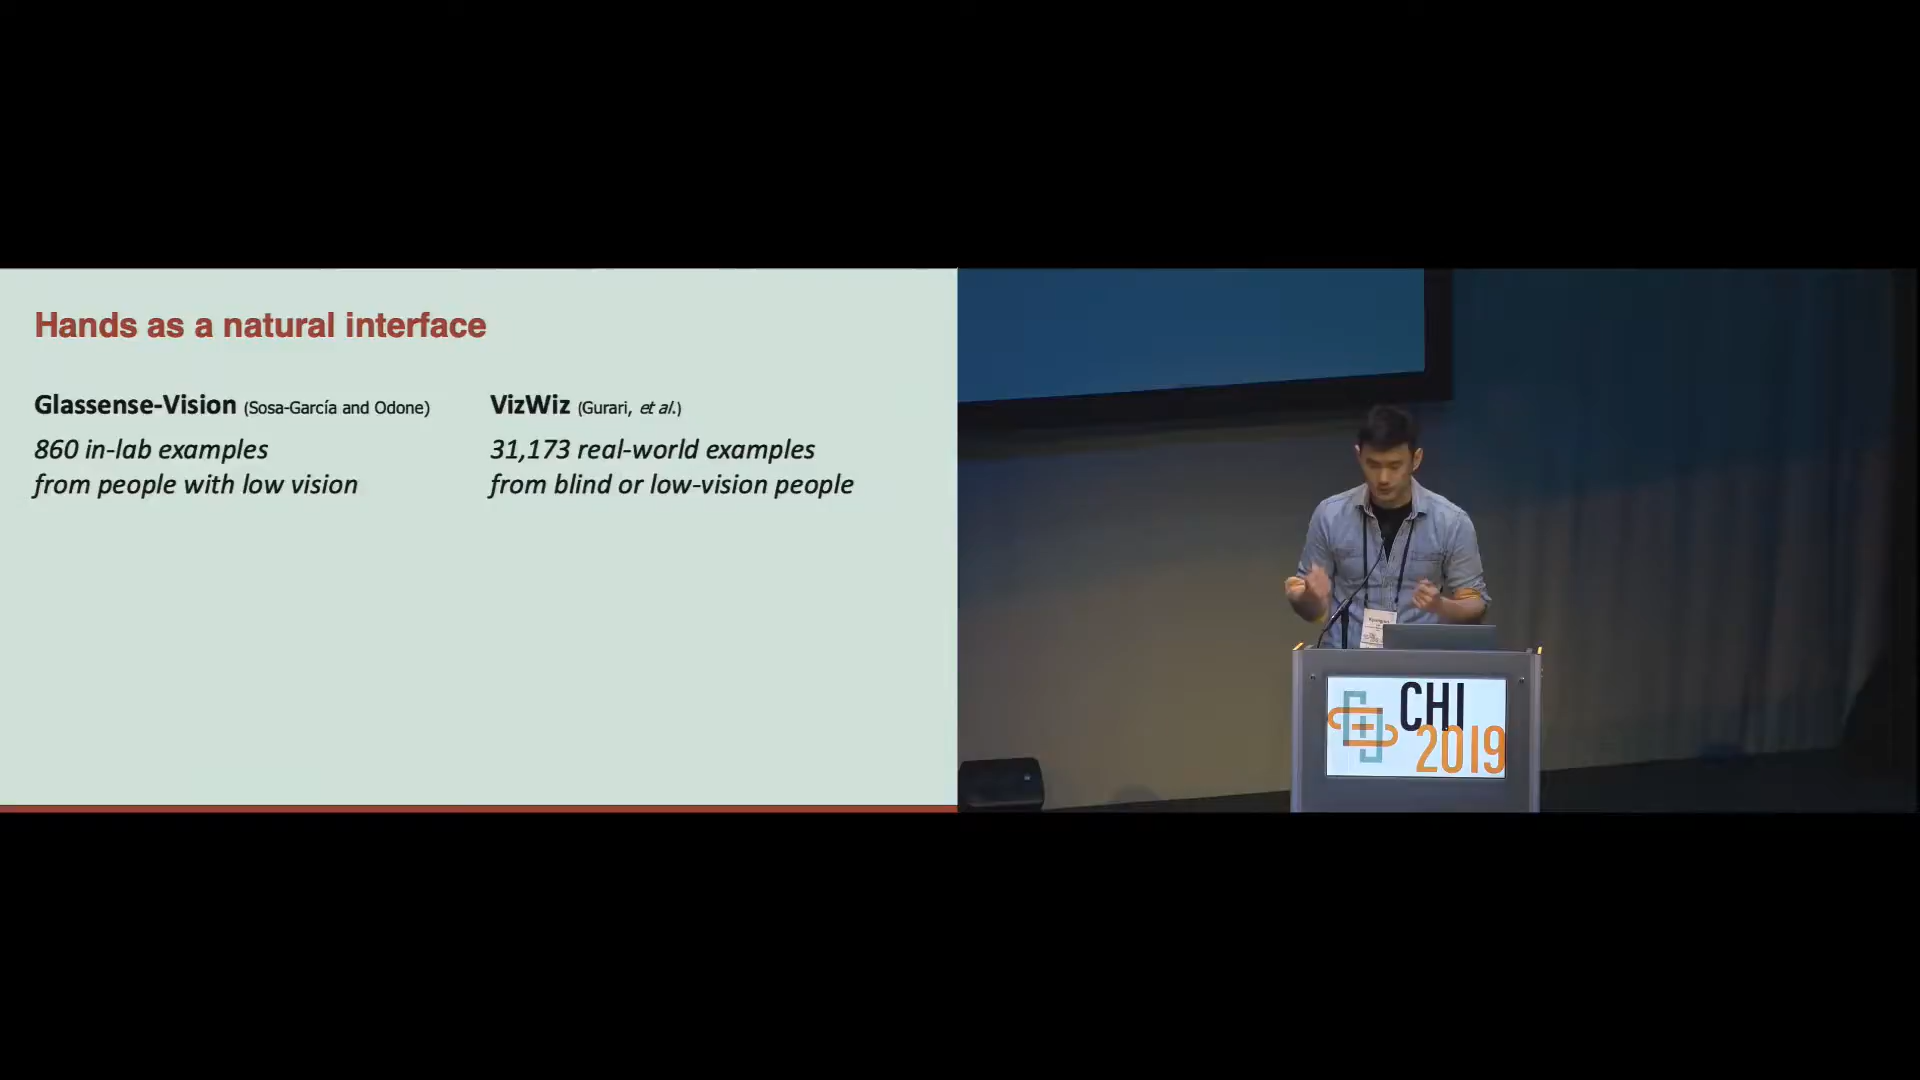 Hands as a natural interface
Glassense-Vision (Sosa-García and Odone)
860 in-lab examples
from people with low vision
VizWiz (Gurari, et al.)
31,173 real-world examples
from blind or low-vision people
CHI
2019